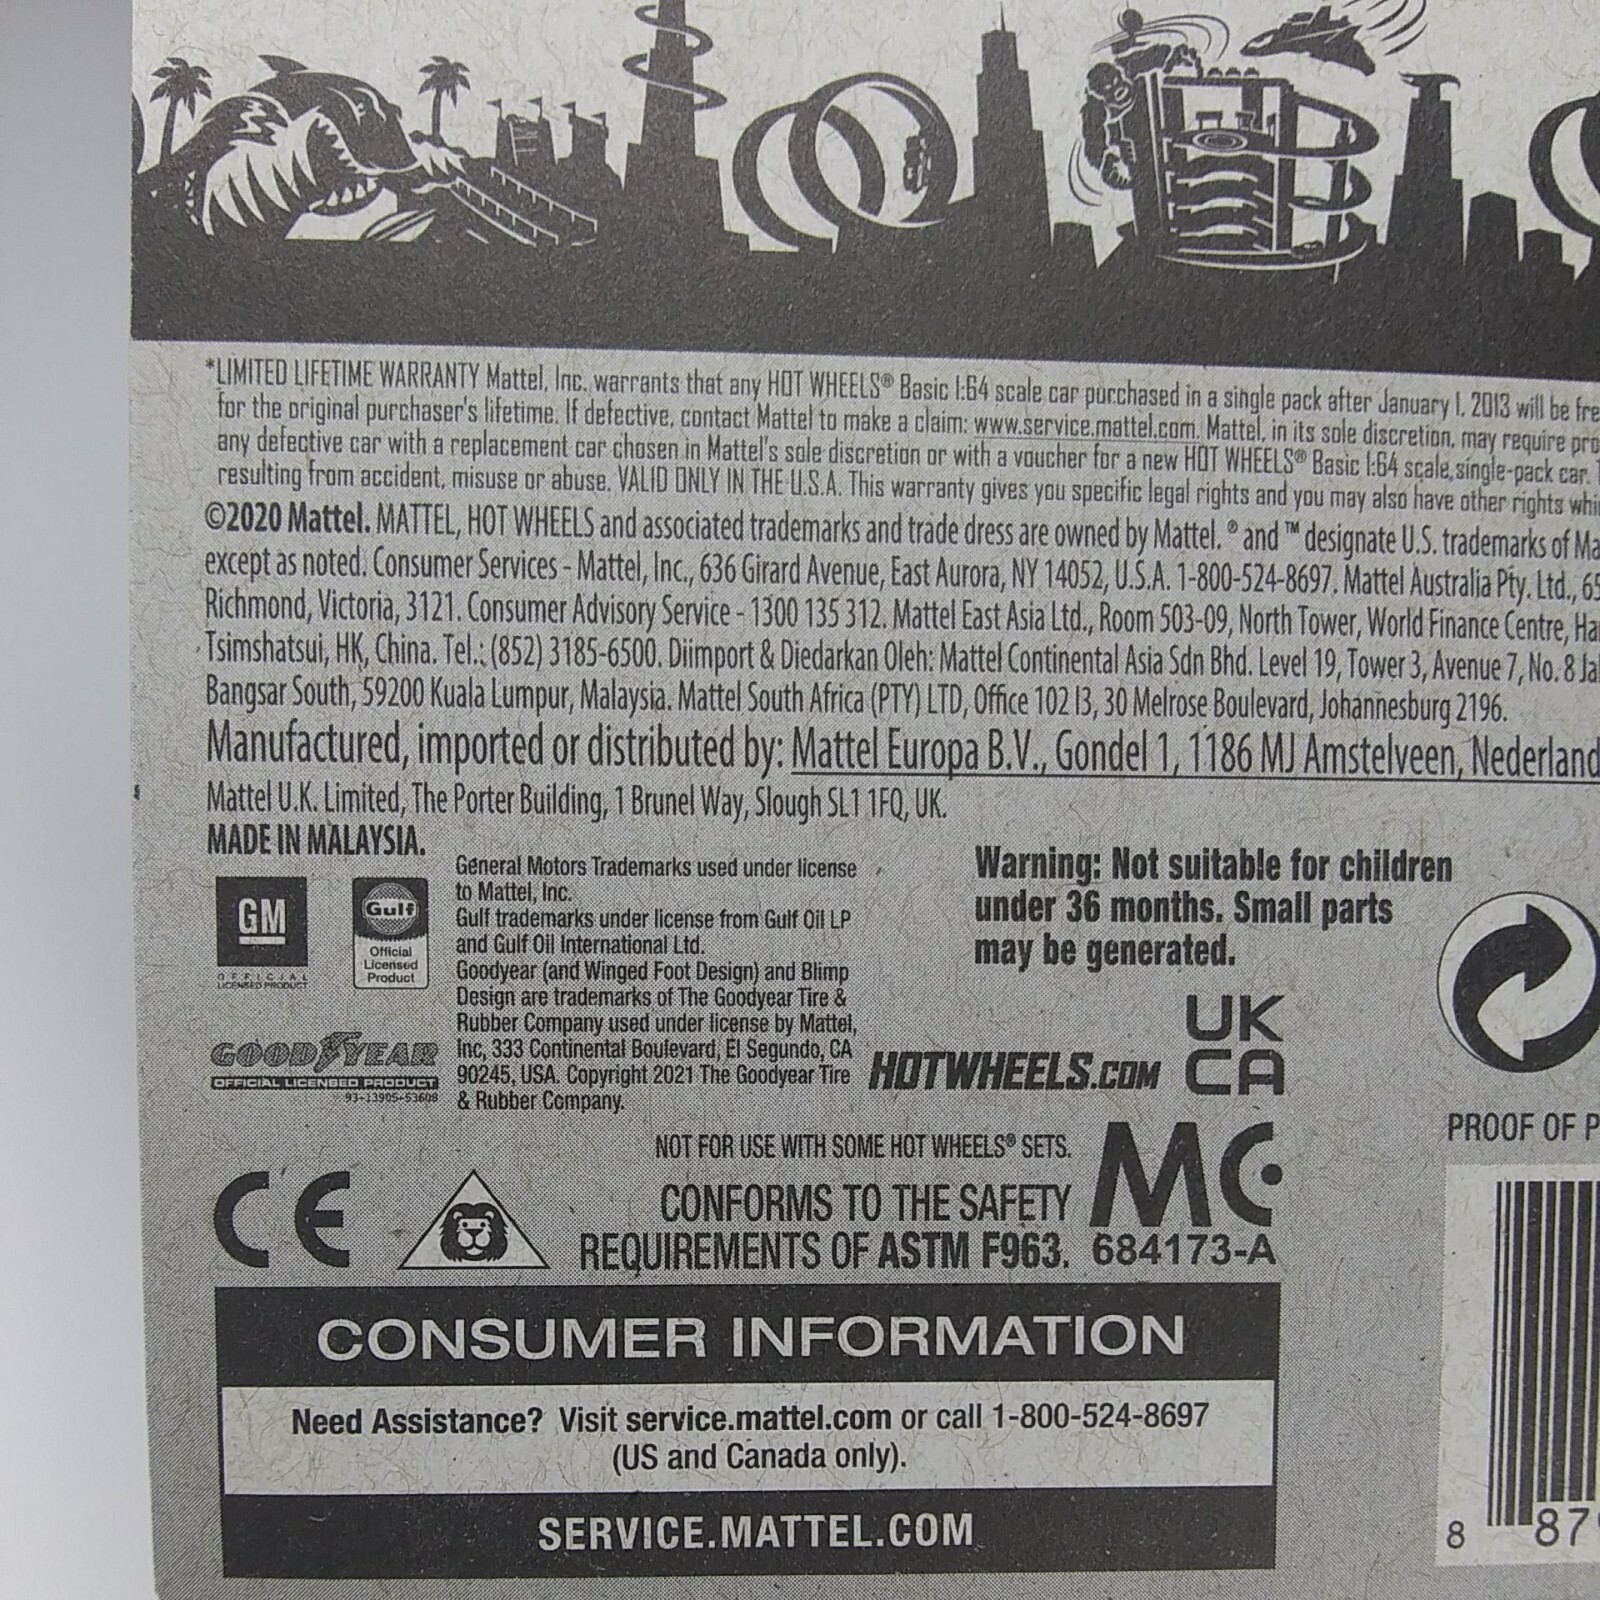 *LIMITED LIFETIME WARRANTY Mattel, Inc. warrants that any HOT WHEELS® Basic 1:64 scale car purchased in a single pack after January 1, 2013 will be fre
for the original purchaser's lifetime. If defective, contact Mattel to make a claim: www.service.mattel.com. Mattel, in its sole discretion, may require pro
any defective car with a replacement car chosen in Mattel's sole discretion or with a voucher for a new HOT WHEELS® Basic 1:64 scale, single-pack car.
resulting from accident, misuse or abuse. VALID ONLY IN THE U.S.A. This warranty gives you specific legal rights and you may also have other rights whi
©2020 Mattel. MATTEL, HOT WHEELS and associated trademarks and trade dress are owned by Mattel. ® and ™ designate U.S. trademarks of Ma
except as noted. Consumer Services - Mattel, Inc., 636 Girard Avenue, East Aurora, NY 14052, U.S.A. 1-800-524-8697. Mattel Australia Pty. Ltd., 65
Richmond, Victoria, 3121. Consumer Advisory Service - 1300 135 312. Mattel East Asia Ltd., Room 503-09, North Tower, World Finance Centre, Ha
Tsimshatsui, HK, China. Tel.: (852) 3185-6500. Diimport & Diedarkan Oleh: Mattel Continental Asia Sdn Bhd. Level 19, Tower 3, Avenue 7, No. 8 Ja
Bangsar South, 59200 Kuala Lumpur, Malaysia. Mattel South Africa (PTY) LTD, Office 102 I3, 30 Melrose Boulevard, Johannesburg 2196.
Manufactured, imported or distributed by: Mattel Europa B.V., Gondel 1, 1186 MJ Amstelveen, Nederland
Mattel U.K. Limited, The Porter Building, 1 Brunel Way, Slough SL1 1FQ, UK.
MADE IN MALAYSIA.
GM
OFFICIAL
LICENSED PRODUCT
Gulf
Official
Licensed
Product
General Motors Trademarks used under license
to Mattel, Inc.
Gulf trademarks under license from Gulf Oil LP
and Gulf Oil International Ltd.
Goodyear (and Winged Foot Design) and Blimp
Design are trademarks of The Goodyear Tire &
Rubber Company used under license by Mattel,
Inc, 333 Continental Boulevard, El Segundo, CA
90245, USA. Copyright 2021 The Goodyear Tire
& Rubber Company.
GOODYEAR
OFFICIAL LICENSED PRODUCT
93-13905-53608
Warning: Not suitable for children
under 36 months. Small parts
may be generated.
HOTWHEELS.COM
UK
CA
PROOF OF P
NOT FOR USE WITH SOME HOT WHEELS® SETS.
CE
CONFORMS TO THE SAFETY
REQUIREMENTS OF ASTM F963.
MC
684173-A
CONSUMER INFORMATION
Need Assistance? Visit service.mattel.com or call 1-800-524-8697
(US and Canada only).
SERVICE.MATTEL.COM
8 87